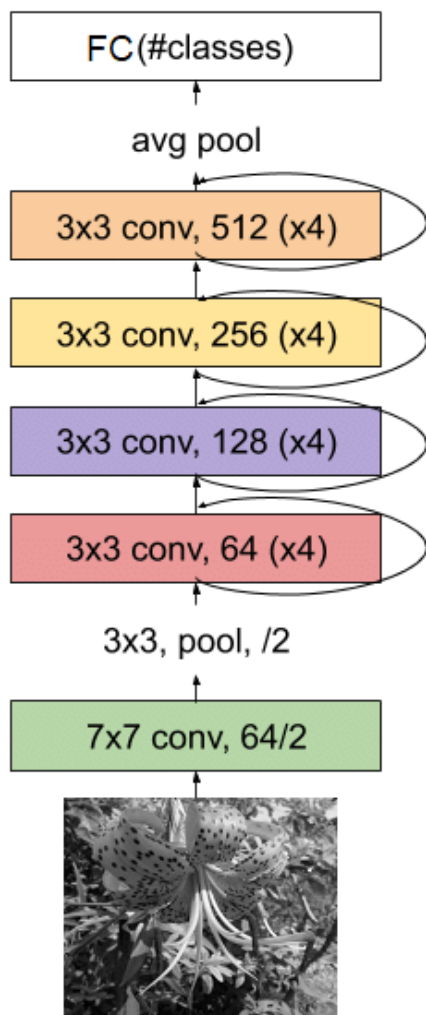 FC(#classes)
avg pool
3x3 conv, 512 (x4)
3x3 conv, 256 (x4)
3x3 conv, 128 (x4)
3x3 conv, 64 (x4)
3x3, pool, /2
7x7 conv, 64/2